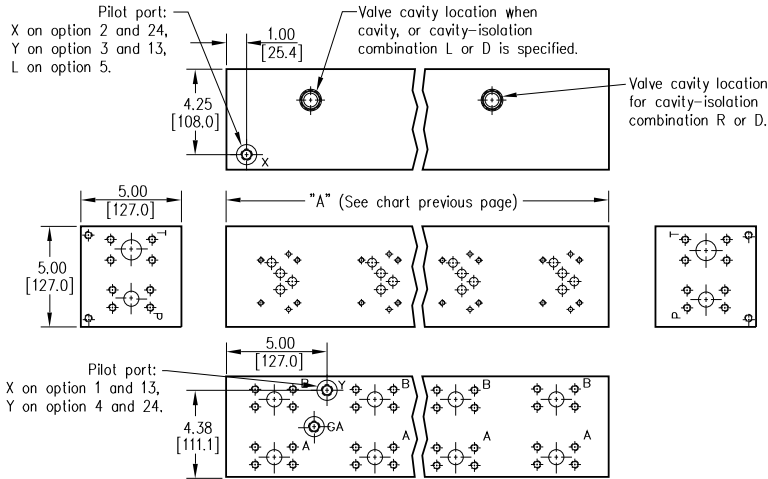 Pilot port:
X on option 2 and 24,
Y on option 3 and 13,
L on option 5.
1.00
[25.4]
Valve cavity location when
cavity, or cavity-isolation
combination L or D is specified.
Valve cavity location
for cavity-isolation
combination R or D.
4.25
[108.0]
X
5.00
[127.0]
"A" (See chart previous page)
5.00
[127.0]
T
P
T
P
5.00
[127.0]
Pilot port:
X on option 1 and 13,
Y on option 4 and 24.
4.38
[111.1]
B
Y
B
B
B
GA
A
A
A
A